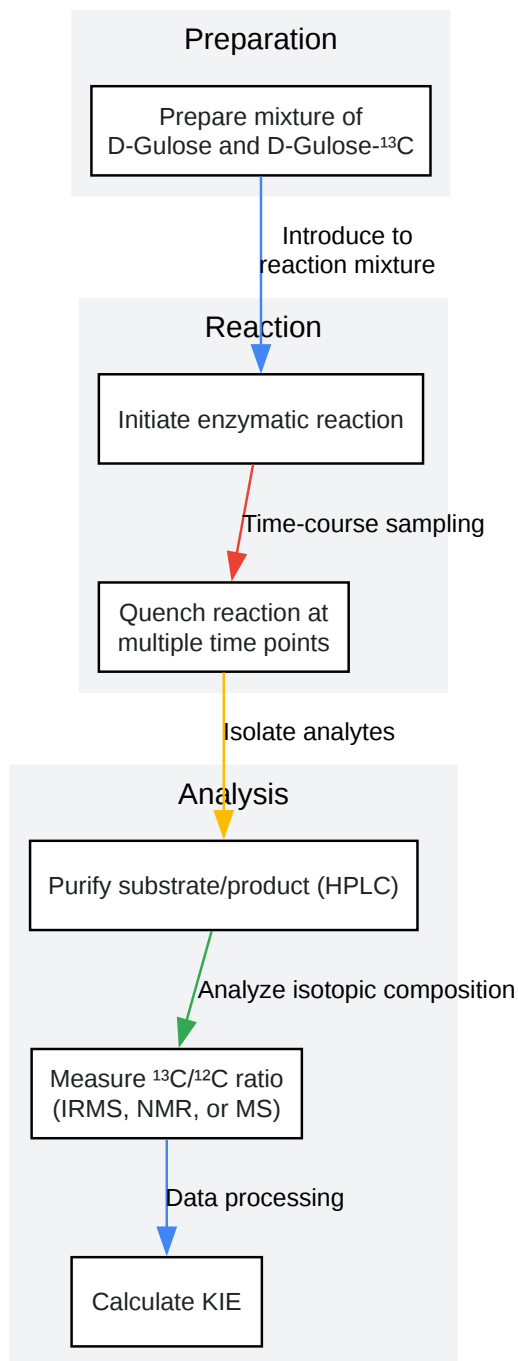 Preparation
Prepare mixture of
D-Gulose and D-Gulose-¹³C
Introduce to
reaction mixture
Reaction
Initiate enzymatic reaction
Time-course sampling
Quench reaction at
multiple time points
Isolate analytes
Analysis
Purify substrate/product (HPLC)
Analyze isotopic composition
Measure ¹³C/¹²C ratio
(IRMS, NMR, or MS)
Data processing
Calculate KIE